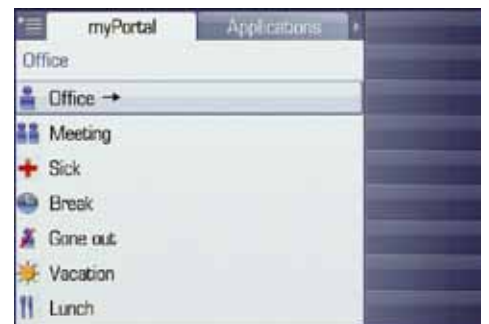 myPortal Applications
Office
Office →
Meeting
Sick
Break
Gone out
Vacation
Lunch